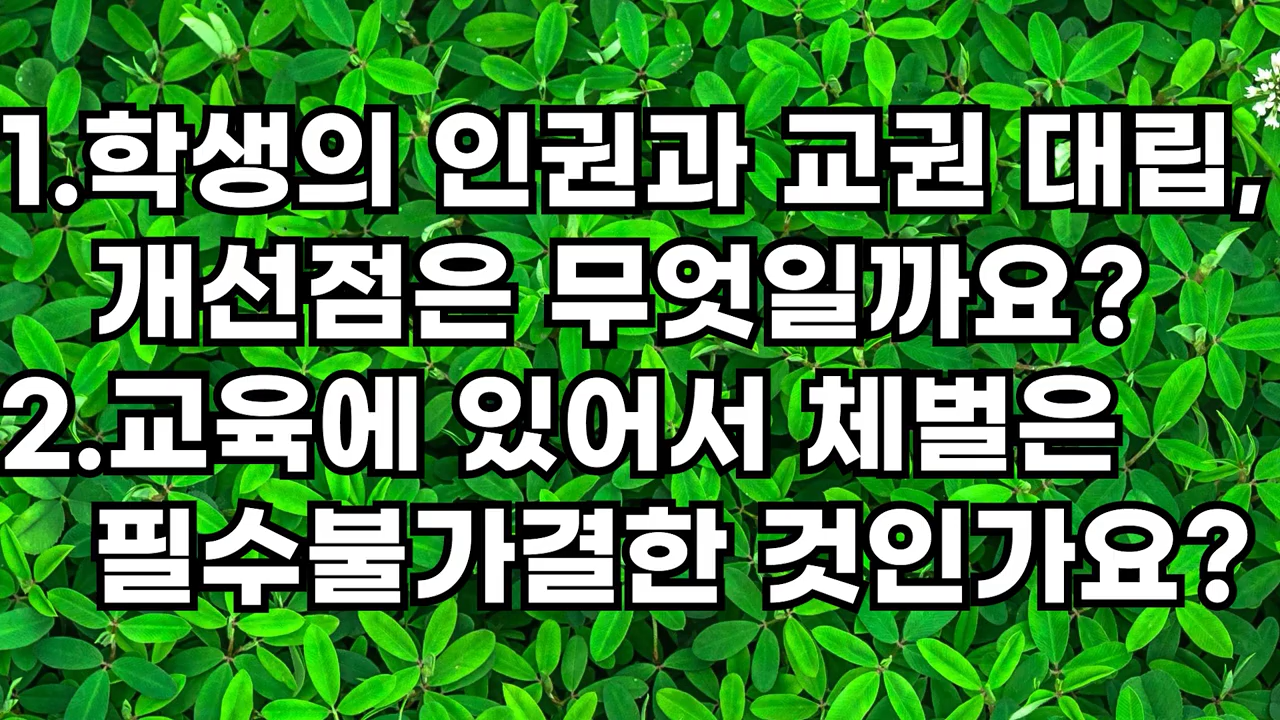 1.학생의 인권과 교권 대립,
개선점은 무엇일까요?
2.교육에 있어서 체벌은
필수불가결한 것인가요?